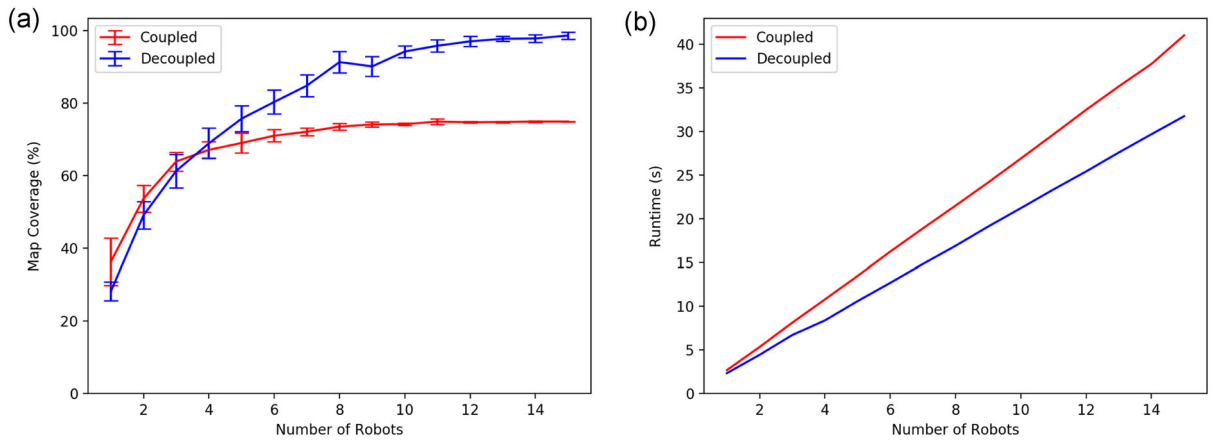 (a)
Coupled
Decoupled
Map Coverage (%)
100
80
60
40
20
0
2 4 6 8 10 12 14
Number of Robots
(b)
Coupled
Decoupled
Runtime (s)
40
35
30
25
20
15
10
5
0
2 4 6 8 10 12 14
Number of Robots